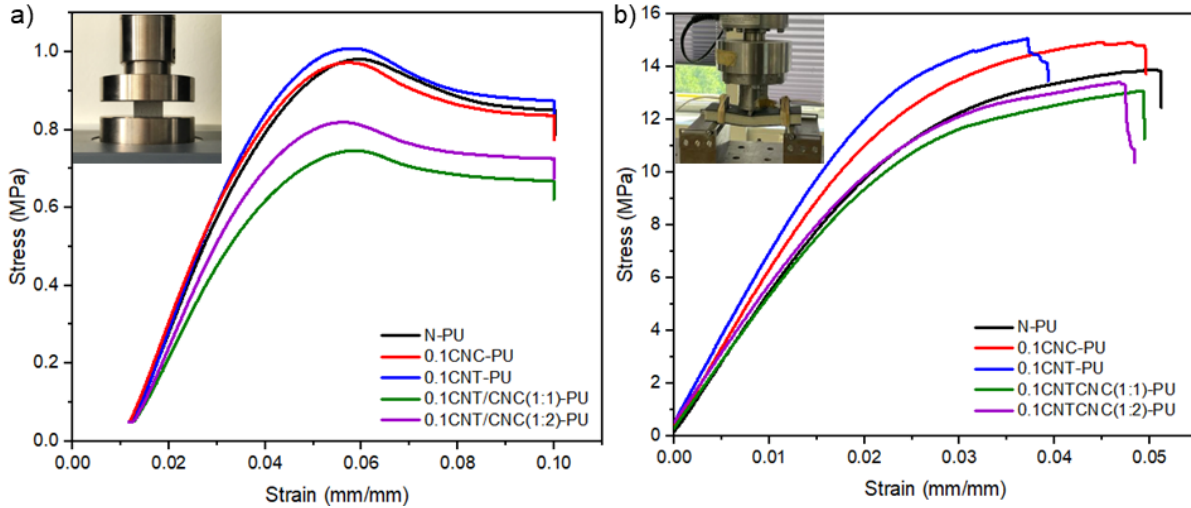 a)
Stress (MPa)
1.0
0.8
0.6
0.4
0.2
0.0
N-PU
0.1CNC-PU
0.1CNT-PU
0.1CNT/CNC(1:1)-PU
0.1CNT/CNC(1:2)-PU
0.00 0.02 0.04 0.06 0.08 0.10
Strain (mm/mm)
b)
Stress (MPa)
16
14
12
10
8
6
4
2
0
N-PU
0.1CNC-PU
0.1CNT-PU
0.1CNTCNC(1:1)-PU
0.1CNTCNC(1:2)-PU
0.00 0.01 0.02 0.03 0.04 0.05
Strain (mm/mm)